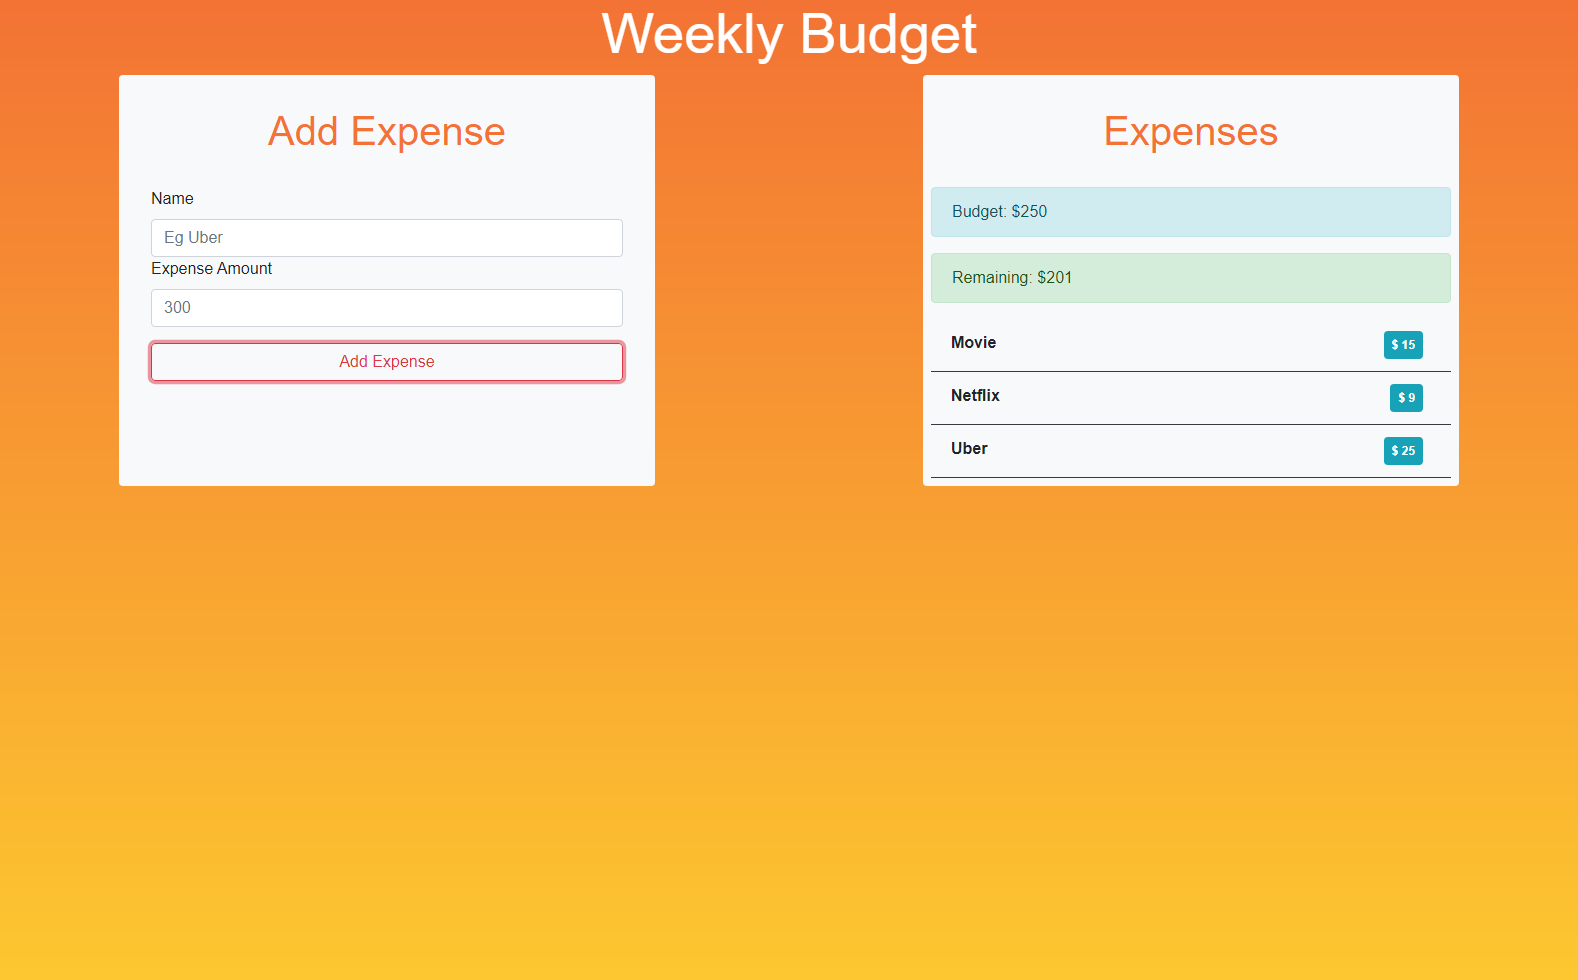 Weekly Budget
Add Expense
Name
Eg Uber
Expense Amount
300
Add Expense
Expenses
Budget: $250
Remaining: $201
Movie $ 15
Netflix $ 9
Uber $ 25